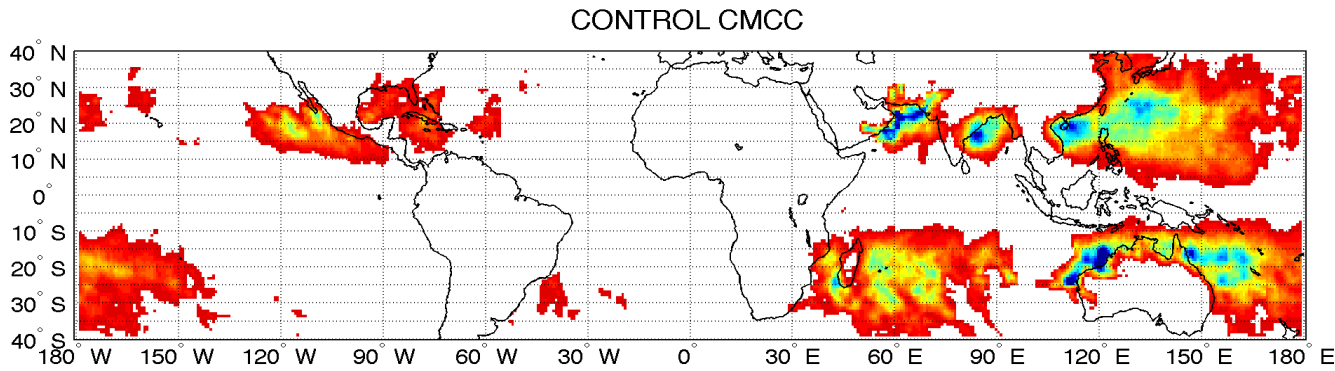 CONTROL CMCC
40° N
30° N
20° N
10° N
0°
10° S
20° S
30° S
40° S
180° W 150° W 120° W 90° W 60° W 30° W 0° 30° E 60° E 90° E 120° E 150° E 180° E